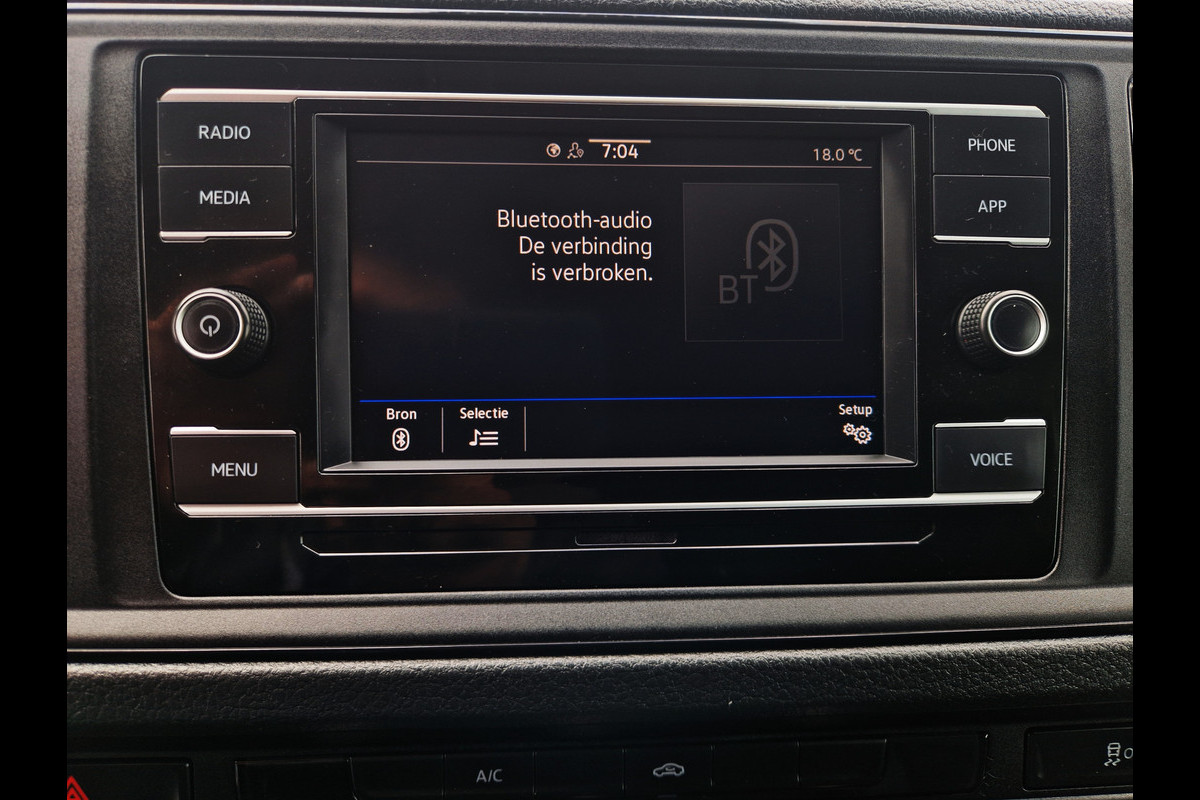 RADIO
MEDIA
MENU
7:04
18.0 °C
Bluetooth-audio
De verbinding
is verbroken.
BT
Bron
Selectie
Setup
PHONE
APP
VOICE
A/C